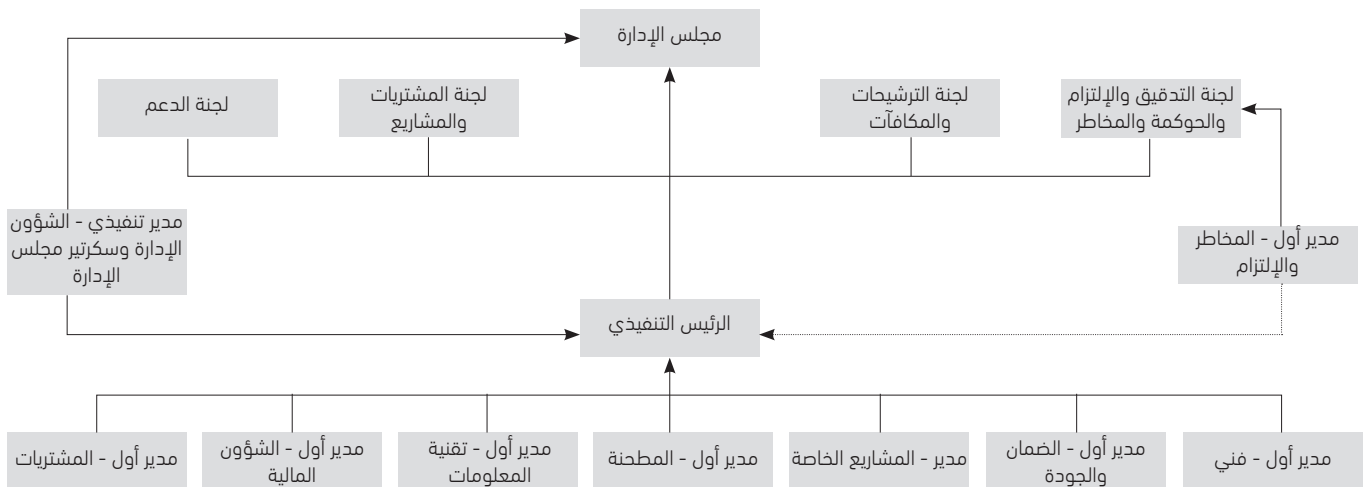 مجلس الإدارة
لجنة التدقيق والإلتزام
والحوكمة والمخاطر
لجنة الترشيحات
والمكافآت
لجنة المشتريات
والمشاريع
لجنة الدعم
مدير أول - المخاطر
والإلتزام
مدير تنفيذي - الشؤون
الإدارة وسكرتير مجلس
الإدارة
الرئيس التنفيذي
مدير أول - فني
مدير أول - الضمان
والجودة
مدير - المشاريع الخاصة
مدير أول - المطحنة
مدير أول - تقنية
المعلومات
مدير أول - الشؤون
المالية
مدير أول - المشتريات